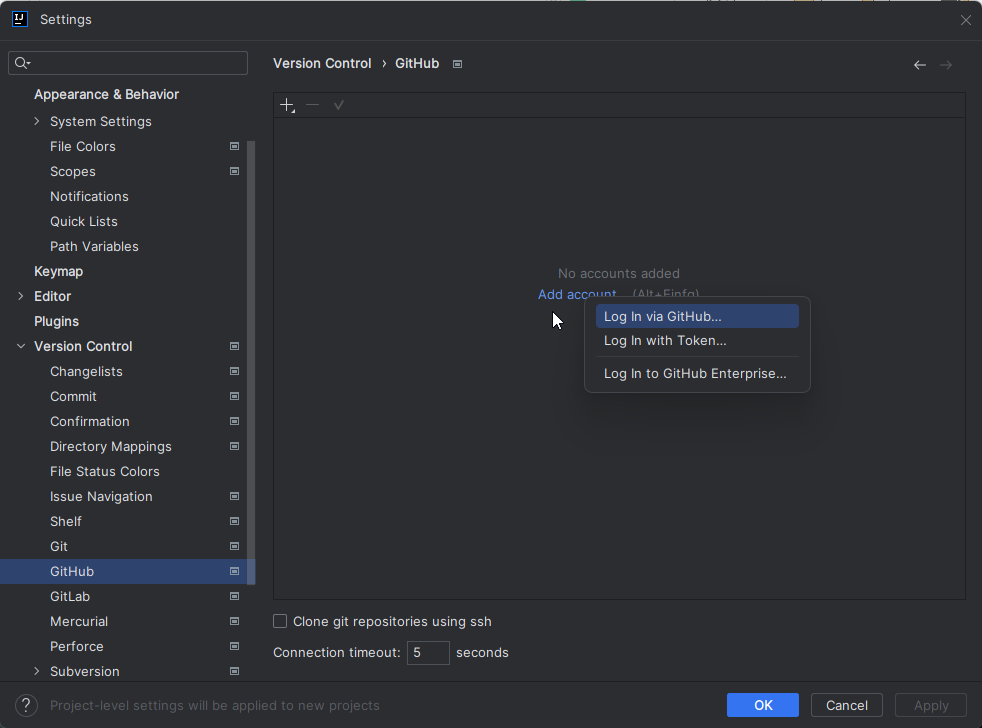 Settings
Version Control › GitHub
Appearance & Behavior
System Settings
File Colors
Scopes
Notifications
Quick Lists
Path Variables
Keymap
Editor
Plugins
Version Control
Changelists
Commit
Confirmation
Directory Mappings
File Status Colors
Issue Navigation
Shelf
Git
GitHub
GitLab
Mercurial
Perforce
Subversion
No accounts added
Add account (Alt+Einfg)
Log In via GitHub...
Log In with Token...
Log In to GitHub Enterprise...
Clone git repositories using ssh
Connection timeout: 5 seconds
? Project-level settings will be applied to new projects
OK Cancel Apply